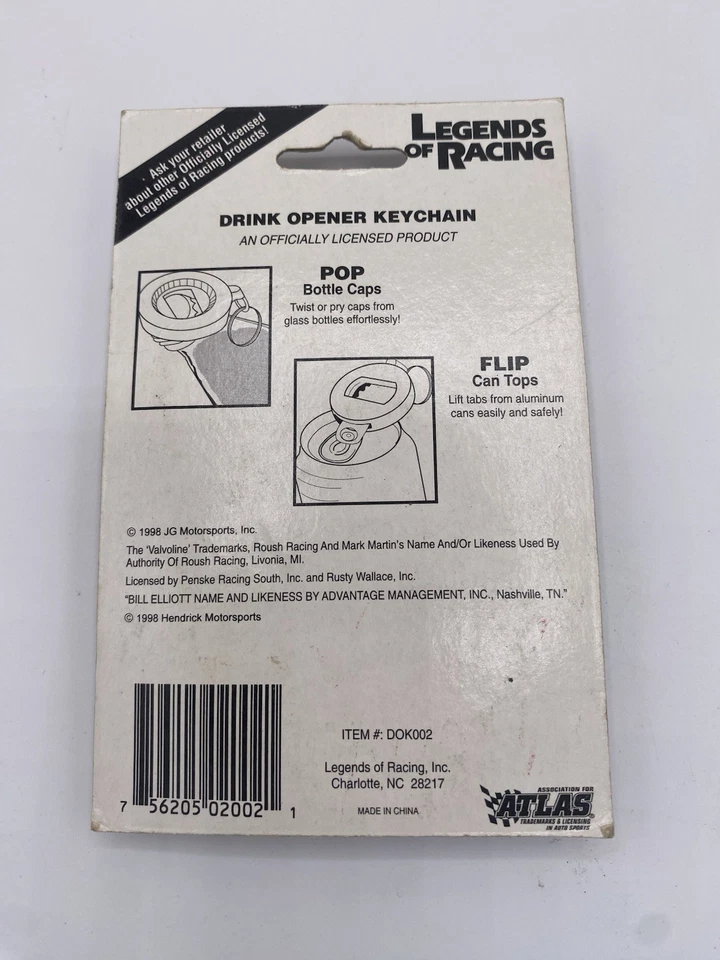 Ask your retailer
about other Officially Licensed
Legends of Racing products!
LEGENDS
OF RACING
DRINK OPENER KEYCHAIN
AN OFFICIALLY LICENSED PRODUCT
POP
Bottle Caps
Twist or pry caps from
glass bottles effortlessly!
FLIP
Can Tops
Lift tabs from aluminum
cans easily and safely!
© 1998 JG Motorsports, Inc.
The 'Valvoline' Trademarks, Roush Racing And Mark Martin's Name And/Or Likeness Used By
Authority Of Roush Racing, Livonia, MI.
Licensed by Penske Racing South, Inc. and Rusty Wallace, Inc.
"BILL ELLIOTT NAME AND LIKENESS BY ADVANTAGE MANAGEMENT, INC., Nashville, TN."
© 1998 Hendrick Motorsports
7 56205 02002 1
ITEM #: DOK002
Legends of Racing, Inc.
Charlotte, NC 28217
MADE IN CHINA
ASSOCIATION FOR
ATLAS
TRADEMARKS & LICENSING
IN AUTO SPORTS